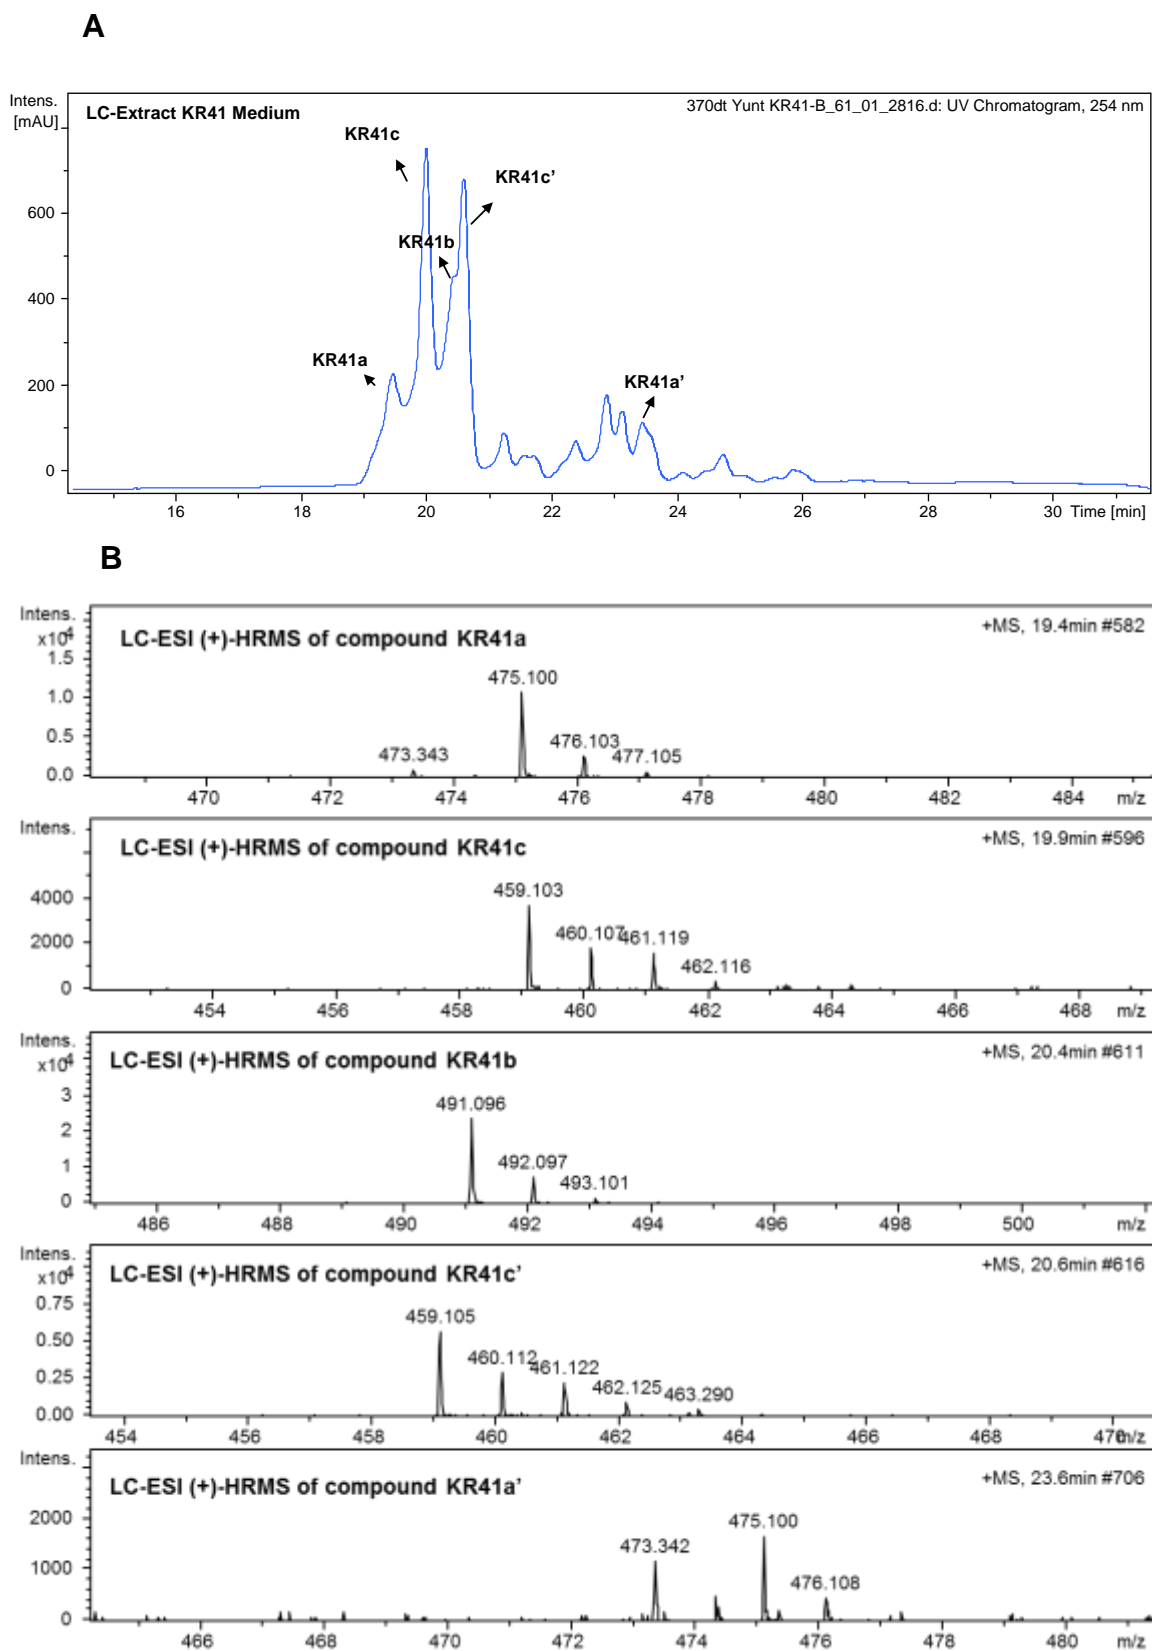 A
Intens.
[mAU]
LC-Extract KR41 Medium
370dt Yunt KR41-B_61_01_2816.d: UV Chromatogram, 254 nm
KR41c
KR41c’
KR41b
KR41a
KR41a’
600
400
200
0
16 18 20 22 24 26 28 30 Time [min]
B
Intens.
x10⁴
LC-ESI (+)-HRMS of compound KR41a
+MS, 19.4min #582
1.5
1.0
0.5
0.0
473.343
475.100
476.103
477.105
470 472 474 476 478 480 482 484 m/z
Intens.
LC-ESI (+)-HRMS of compound KR41c
+MS, 19.9min #596
4000
2000
0
459.103
460.107
461.119
462.116
454 456 458 460 462 464 466 468 m/z
Intens.
x10⁴
LC-ESI (+)-HRMS of compound KR41b
+MS, 20.4min #611
3
2
1
0
491.096
492.097
493.101
486 488 490 492 494 496 498 500 m/z
Intens.
x10⁴
LC-ESI (+)-HRMS of compound KR41c’
+MS, 20.6min #616
0.75
0.50
0.25
0.00
459.105
460.112
461.122
462.125
463.290
454 456 458 460 462 464 466 468 470 m/z
Intens.
LC-ESI (+)-HRMS of compound KR41a’
+MS, 23.6min #706
2000
1000
0
473.342
475.100
476.108
466 468 470 472 474 476 478 480 m/z